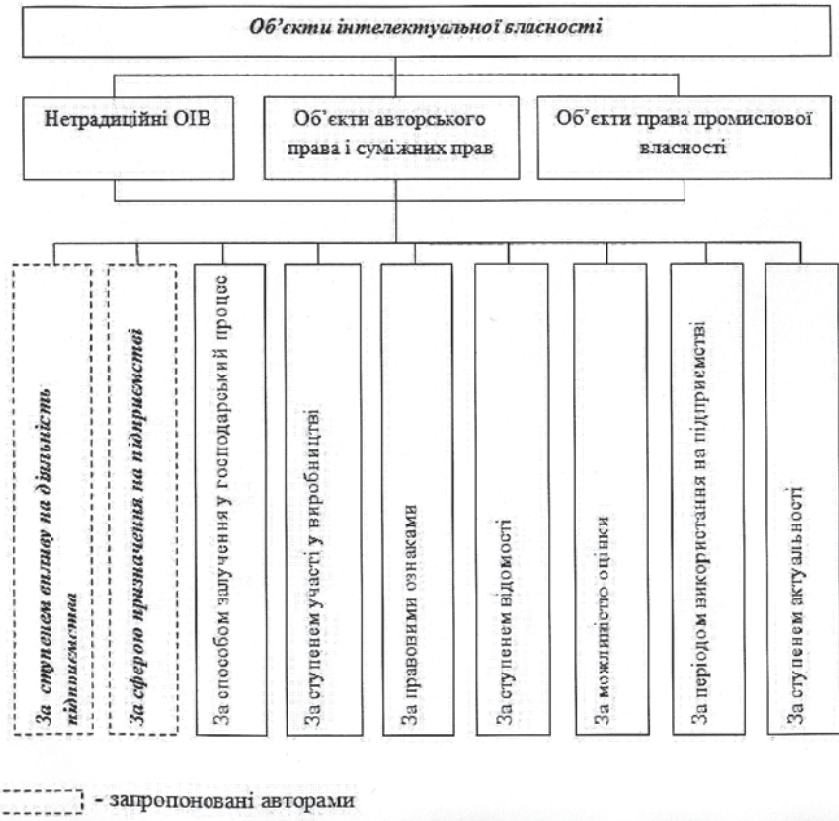 Об’єкти інтелектуальної власності
Нетрадиційні ОІВ
Об’єкти авторського
права і суміжних прав
Об’єкти права промислової
власності
За ступенем впливу на діяльність
підприємства
За сферою призначення на підприємстві
За способом залучення у господарський процес
За ступенем участі у виробництві
За правовими ознаками
За ступенем відомості
За можливістю оцінки
За періодом використання на підприємстві
За ступенем актуальності
- запропоновані авторами